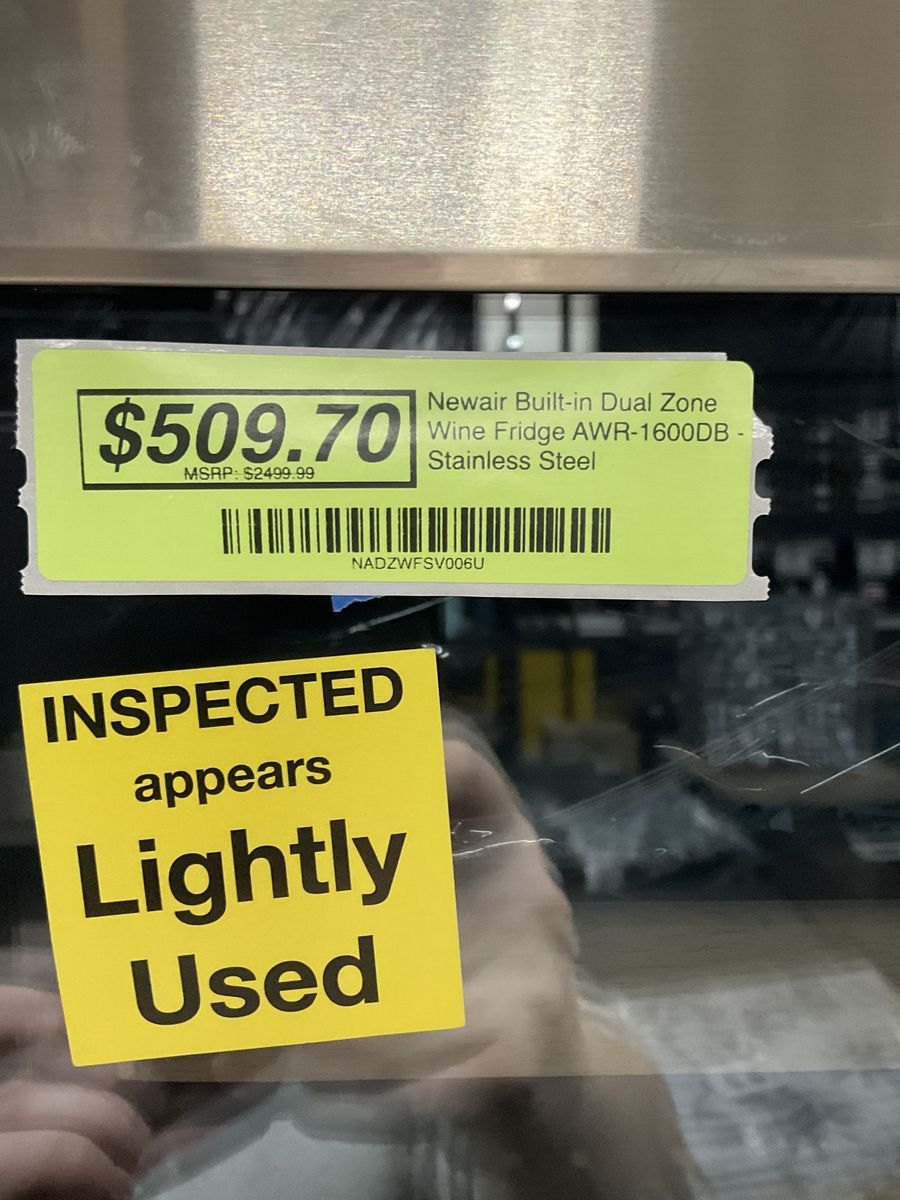 $509.70
MSRP: $2499.99
Newair Built-in Dual Zone
Wine Fridge AWR-1600DB -
Stainless Steel
NADZWFSV006U
INSPECTED
appears
Lightly
Used